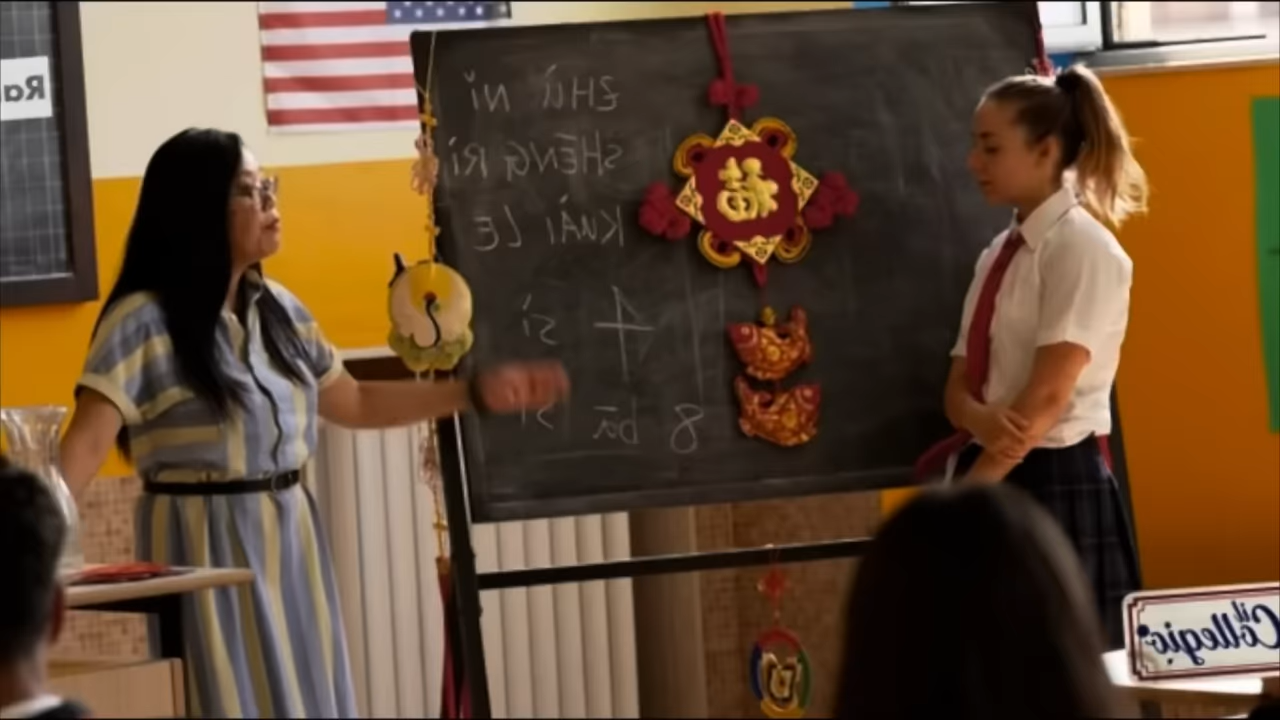 ZHÙ NǏ
SHĒNG RÌ
KUÀI LE
福
4 sì
8 bā
il
Collegio